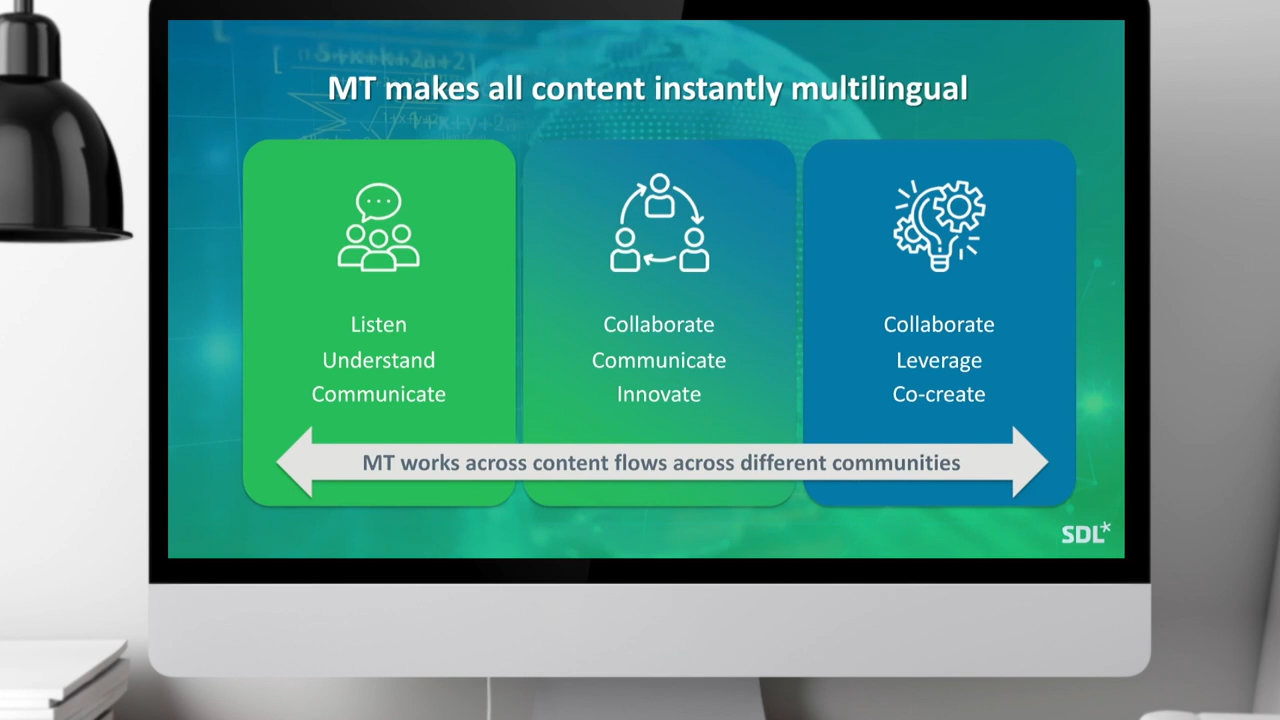 MT makes all content instantly multilingual
Listen
Understand
Communicate
Collaborate
Communicate
Innovate
Collaborate
Leverage
Co-create
MT works across content flows across different communities
SDL*